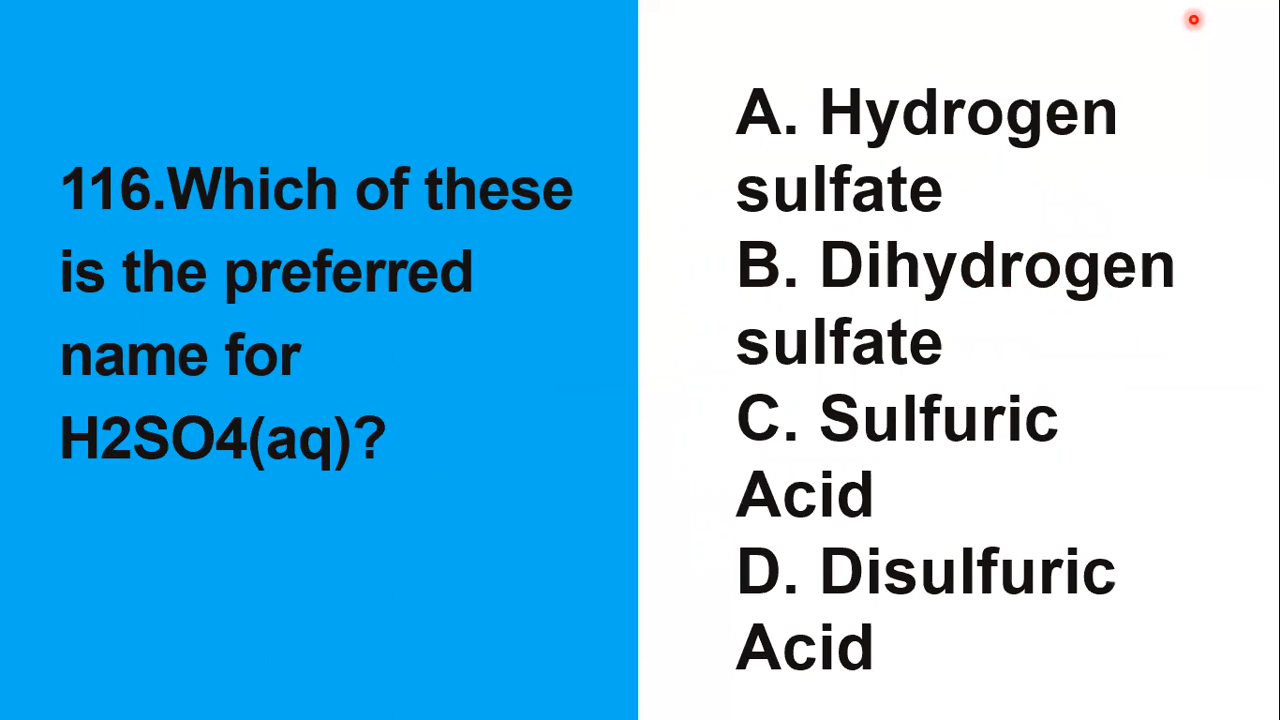 116.Which of these
is the preferred
name for
H2SO4(aq)?
A. Hydrogen
sulfate
B. Dihydrogen
sulfate
C. Sulfuric
Acid
D. Disulfuric
Acid